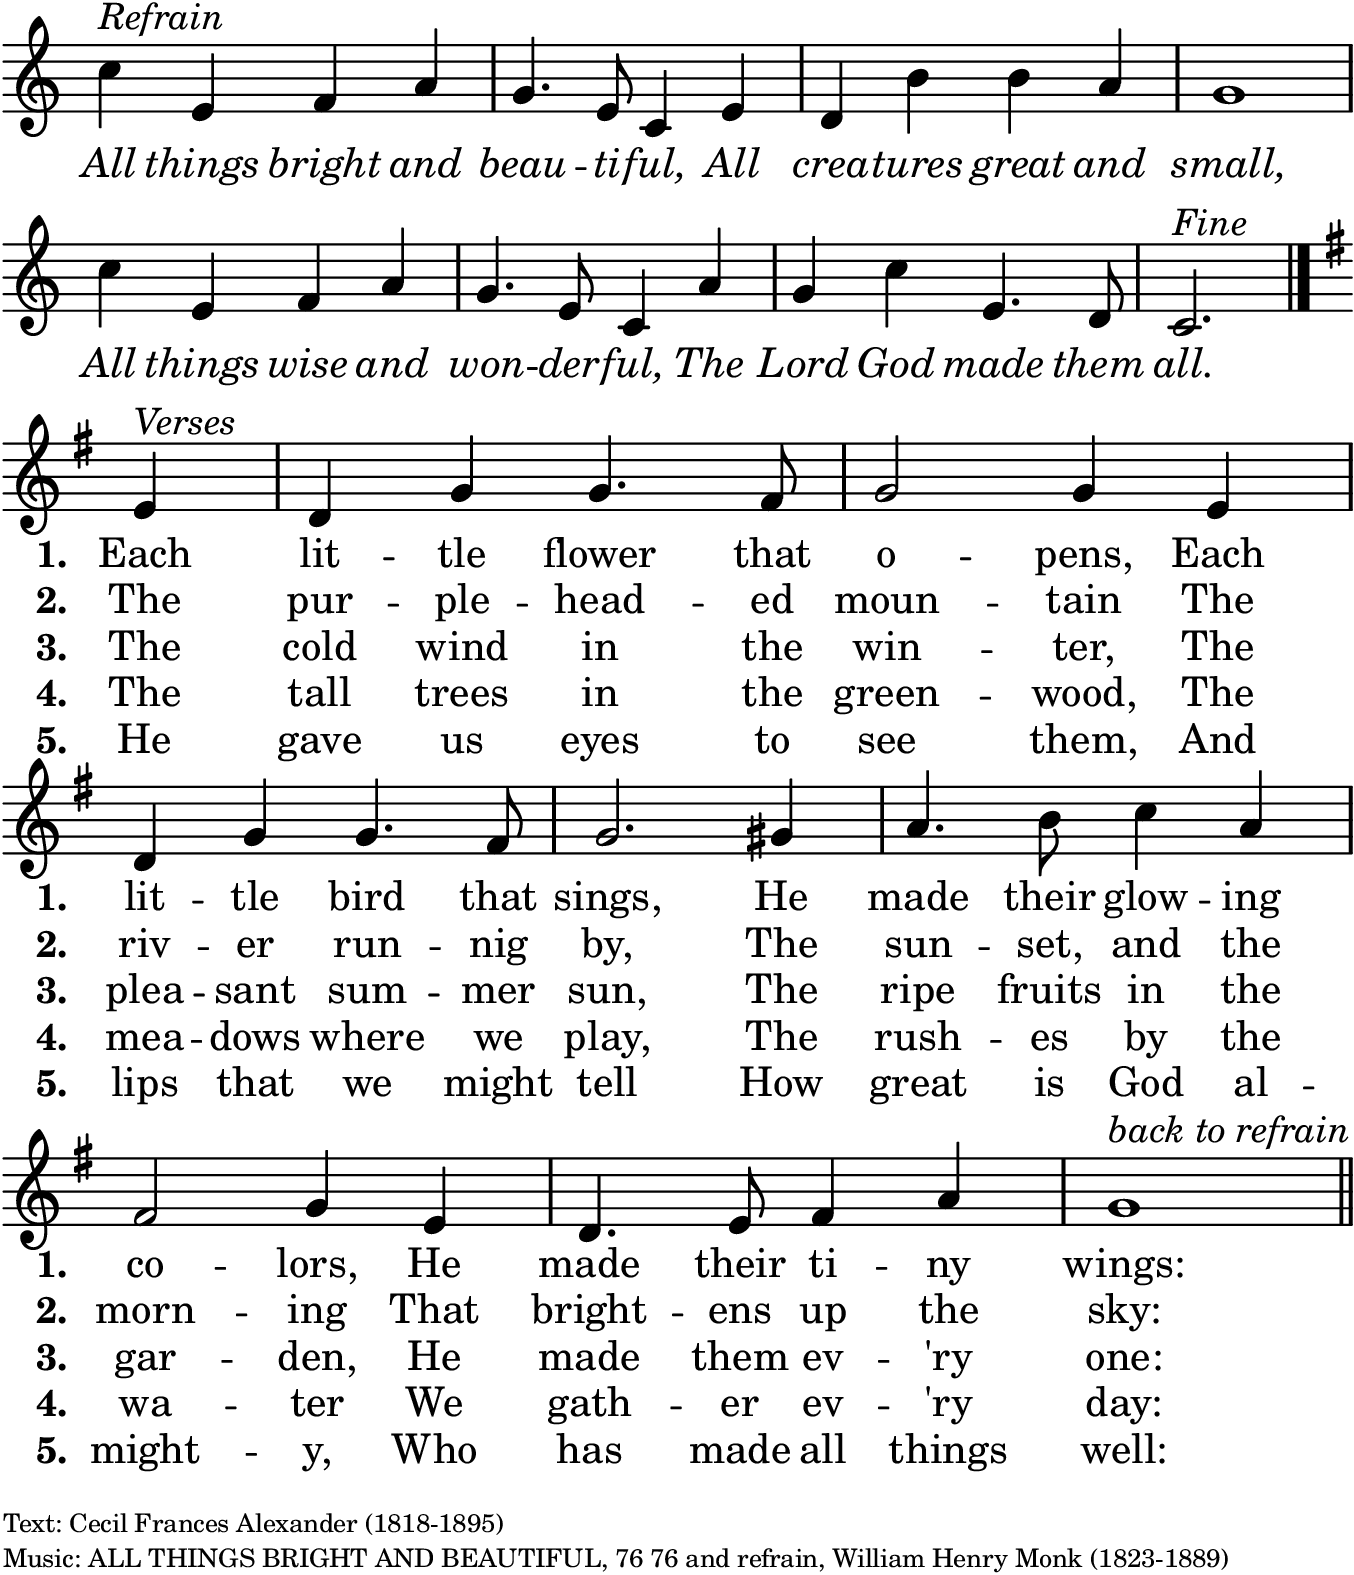 Refrain
All things bright and beau - tiful, All creatures great and small,
Fine
All things wise and won-derful, The Lord God made them all.
Verses
1. Each lit - tle flower that o - pens, Each
2. The pur - ple - head - ed moun - tain The
3. The cold wind in the win - ter, The
4. The tall trees in the green - wood, The
5. He gave us eyes to see them, And
1. lit - tle bird that sings, He made their glow - ing
2. riv - er run - nig by, The sun - set, and the
3. plea - sant sum - mer sun, The ripe fruits in the
4. mea - dows where we play, The rush - es by the
5. lips that we might tell How great is God al -
back to refrain
1. co - lors, He made their ti - ny wings:
2. morn - ing That bright - ens up the sky:
3. gar - den, He made them ev - 'ry one:
4. wa - ter We gath - er ev - 'ry day:
5. might - y, Who has made all things well:
Text: Cecil Frances Alexander (1818-1895)
Music: ALL THINGS BRIGHT AND BEAUTIFUL, 76 76 and refrain, William Henry Monk (1823-1889)